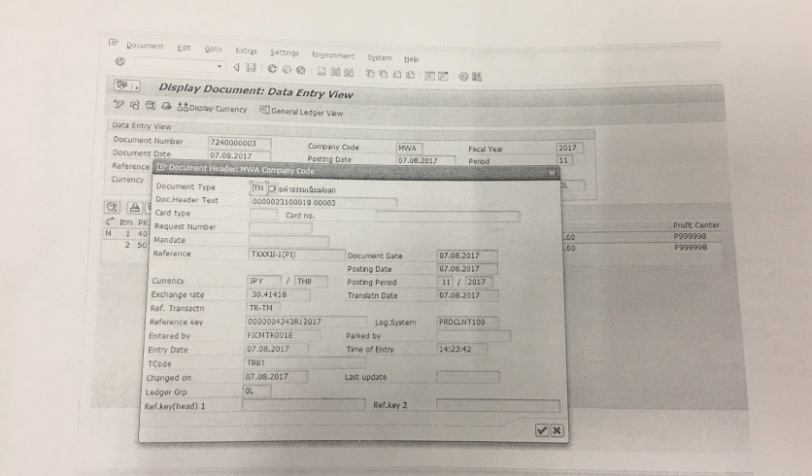 Document Edit Goto Extras Settings Environment System Help
Display Document: Data Entry View
Display Currency General Ledger View
Data Entry View
Document Number 7240000003 Company Code MWA Fiscal Year 2017
Document Date 07.08.2017 Posting Date 07.08.2017 Period 11
Reference
Currency 0L
Document Header: MWA Company Code
Document Type TN
Doc.Header Text 0000023100019 00003
Card type Card no.
Request Number
Mandate
Reference TXXXII-1(PI) Document Date 07.08.2017
Posting Date 07.08.2017
Currency JPY / THB Posting Period 11 / 2017
Exchange rate 30.41418 Translatn Date 07.08.2017
Ref. Transactn TR-TM
Reference key 0000004343R12017 Log.System PRDCLNT100
Entered by FICMTR001E Parked by
Entry Date 07.08.2017 Time of Entry 14:23:42
TCode TBB1
Changed on 07.08.2017 Last update
Ledger Grp 0L
Ref.key(head) 1 Ref.key 2
C Itm PK Profit Center
N 1 40 .60 P999998
2 50 .60 P999998